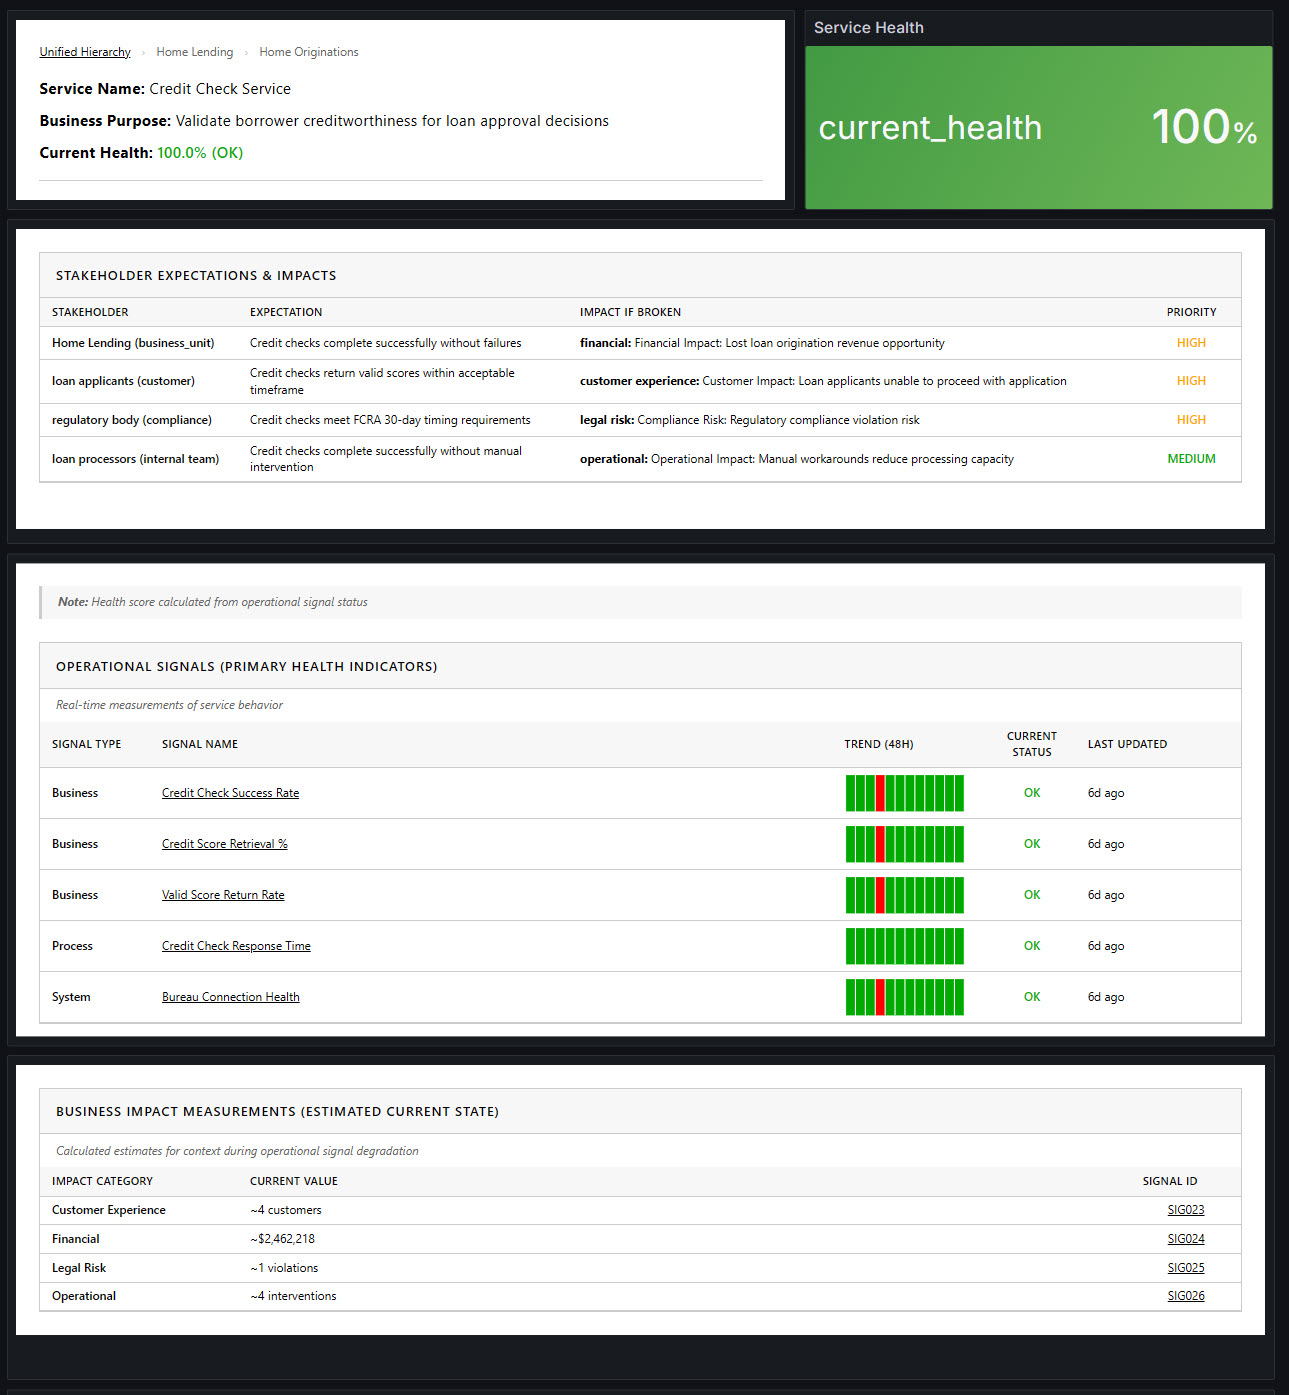 Unified Hierarchy › Home Lending › Home Originations
Service Name: Credit Check Service
Business Purpose: Validate borrower creditworthiness for loan approval decisions
Current Health: 100.0% (OK)
Service Health
current_health 100%
STAKEHOLDER EXPECTATIONS & IMPACTS
STAKEHOLDER EXPECTATION IMPACT IF BROKEN PRIORITY
Home Lending (business_unit) Credit checks complete successfully without failures financial: Financial Impact: Lost loan origination revenue opportunity HIGH
loan applicants (customer) Credit checks return valid scores within acceptable
timeframe customer experience: Customer Impact: Loan applicants unable to proceed with application HIGH
regulatory body (compliance) Credit checks meet FCRA 30-day timing requirements legal risk: Compliance Risk: Regulatory compliance violation risk HIGH
loan processors (internal team) Credit checks complete successfully without manual
intervention operational: Operational Impact: Manual workarounds reduce processing capacity MEDIUM
Note: Health score calculated from operational signal status
OPERATIONAL SIGNALS (PRIMARY HEALTH INDICATORS)
Real-time measurements of service behavior
SIGNAL TYPE SIGNAL NAME TREND (48H) CURRENT
STATUS LAST UPDATED
Business Credit Check Success Rate OK 6d ago
Business Credit Score Retrieval % OK 6d ago
Business Valid Score Return Rate OK 6d ago
Process Credit Check Response Time OK 6d ago
System Bureau Connection Health OK 6d ago
BUSINESS IMPACT MEASUREMENTS (ESTIMATED CURRENT STATE)
Calculated estimates for context during operational signal degradation
IMPACT CATEGORY CURRENT VALUE SIGNAL ID
Customer Experience ~4 customers SIG023
Financial ~$2,462,218 SIG024
Legal Risk ~1 violations SIG025
Operational ~4 interventions SIG026